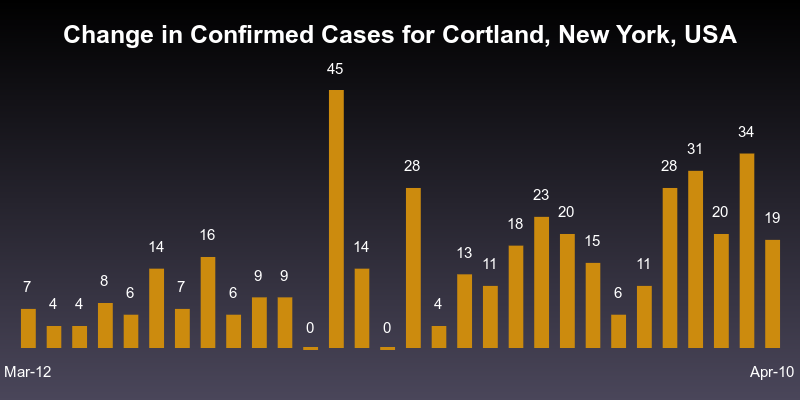 Change in Confirmed Cases for Cortland, New York, USA
7 4 4 8 6 14 7 16 6 9 9 0 45 14 0 28 4 13 11 18 23 20 15 6 11 28 31 20 34 19
Mar-12 Apr-10